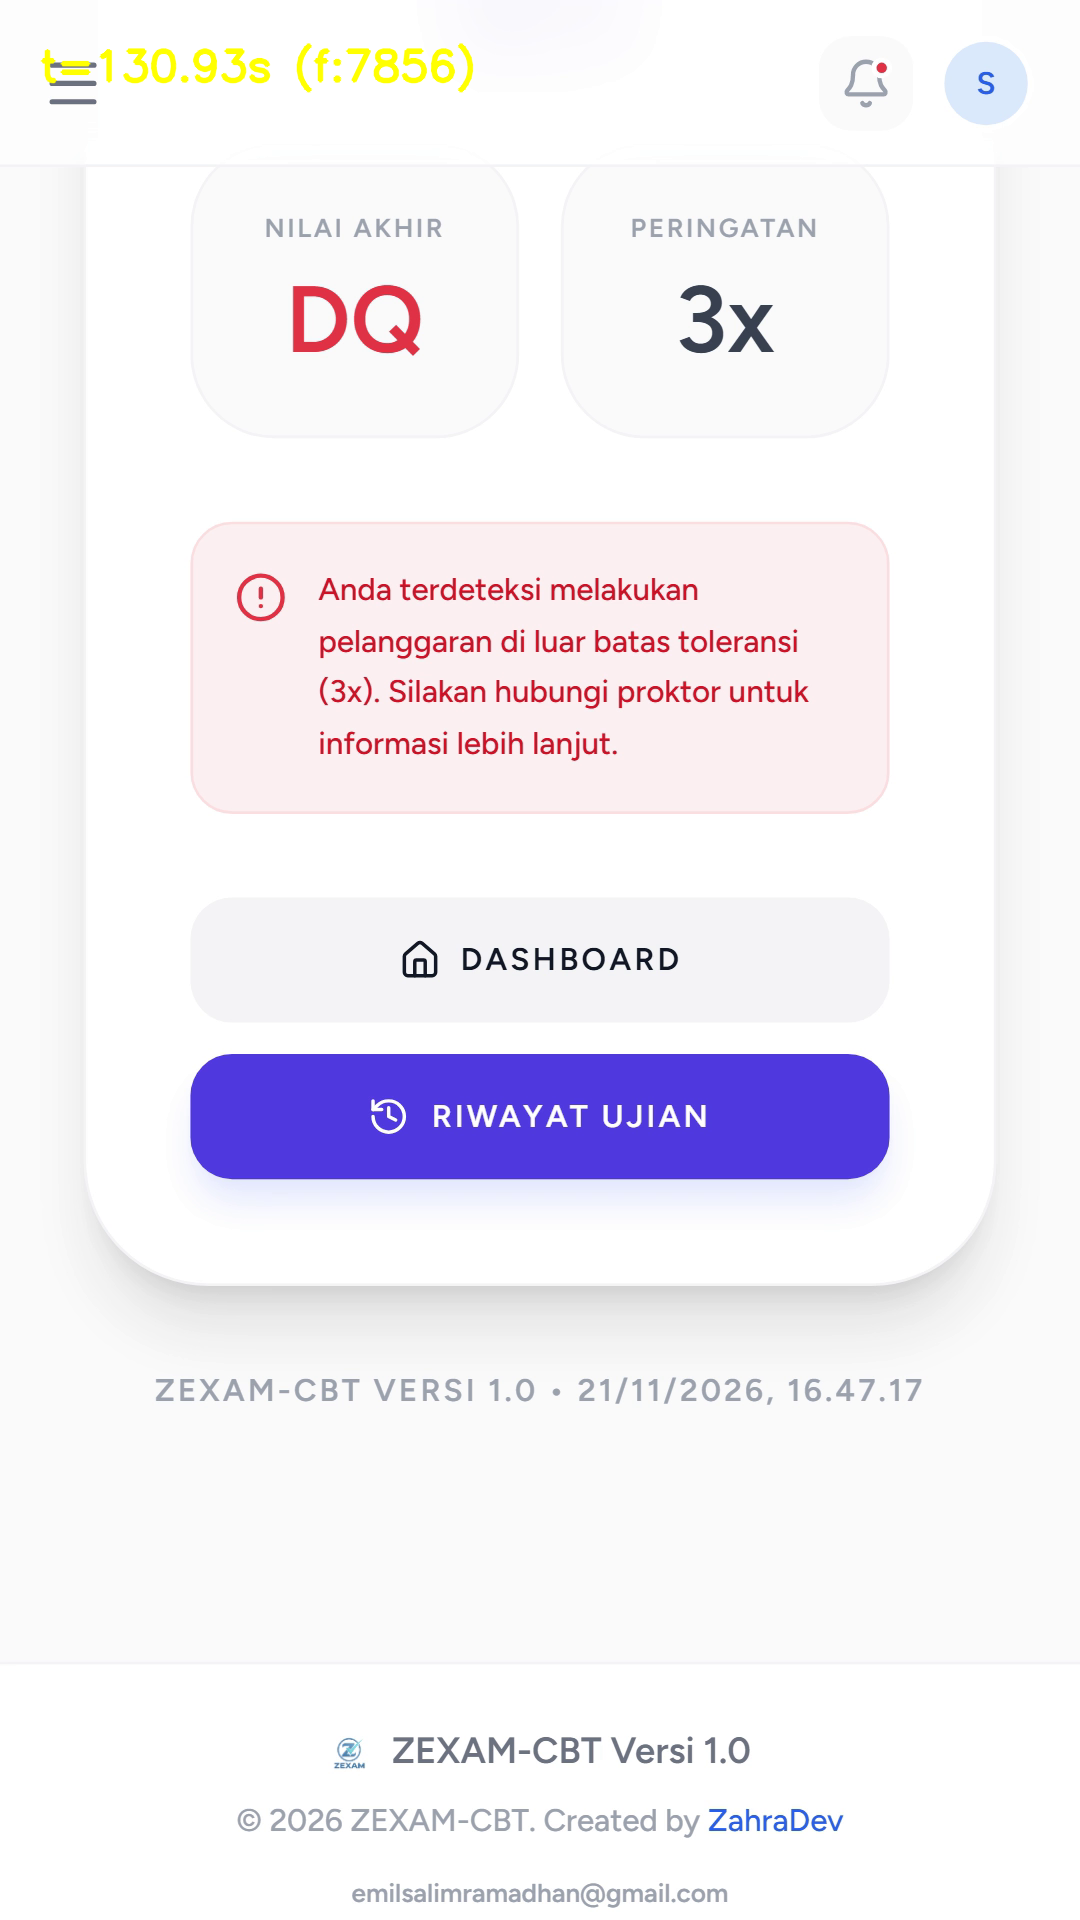 t=130.93s (f:7856)
S
NILAI AKHIR
DQ
PERINGATAN
3x
Anda terdeteksi melakukan
pelanggaran di luar batas toleransi
(3x). Silakan hubungi proktor untuk
informasi lebih lanjut.
DASHBOARD
RIWAYAT UJIAN
ZEXAM-CBT VERSI 1.0 • 21/11/2026, 16.47.17
ZEXAM
ZEXAM-CBT Versi 1.0
© 2026 ZEXAM-CBT. Created by ZahraDev
emilsalimramadhan@gmail.com